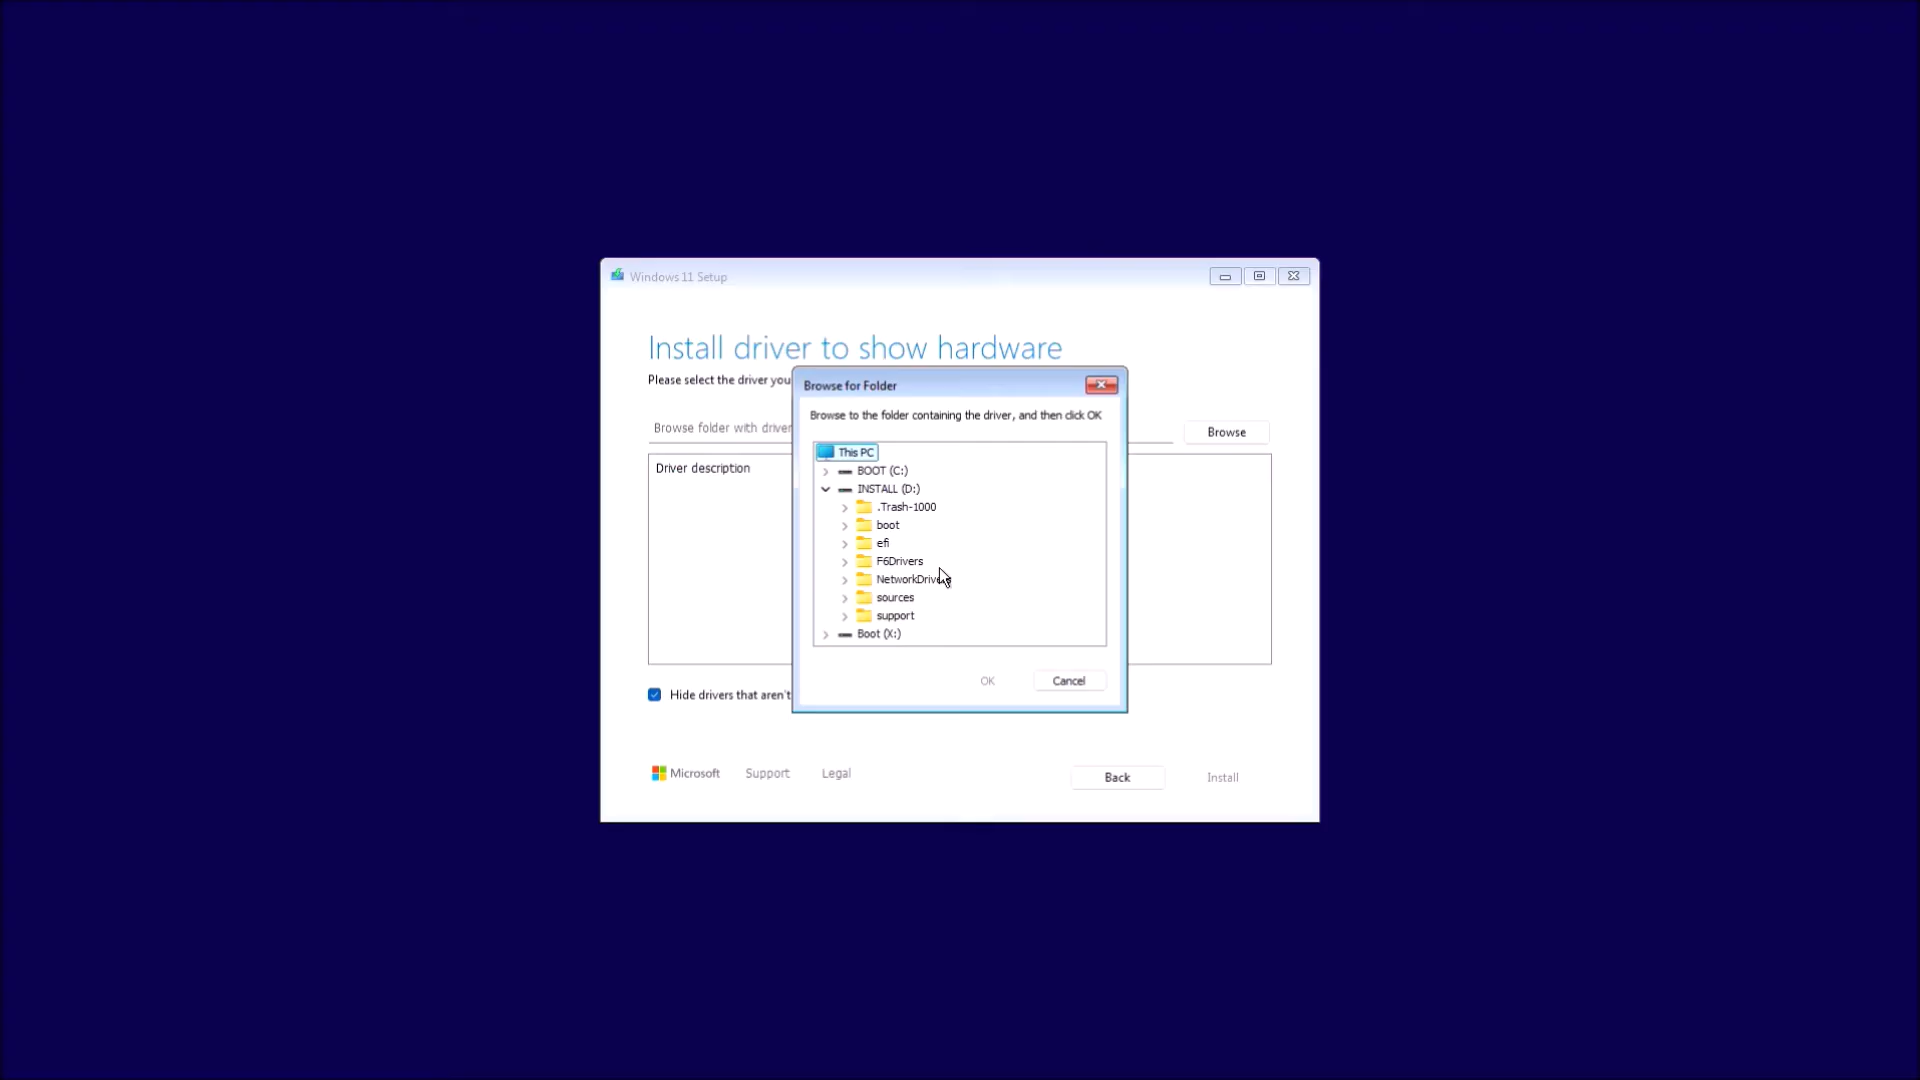 Windows 11 Setup
Install driver to show hardware
Please select the driver you
Browse for Folder
Browse to the folder containing the driver, and then click OK
Browse folder with driver
Browse
This PC
BOOT (C:)
Driver description
INSTALL (D:)
.Trash-1000
boot
efi
F6Drivers
NetworkDrive
sources
support
Boot (X:)
OK
Cancel
Hide drivers that aren't
Microsoft
Support
Legal
Back
Install